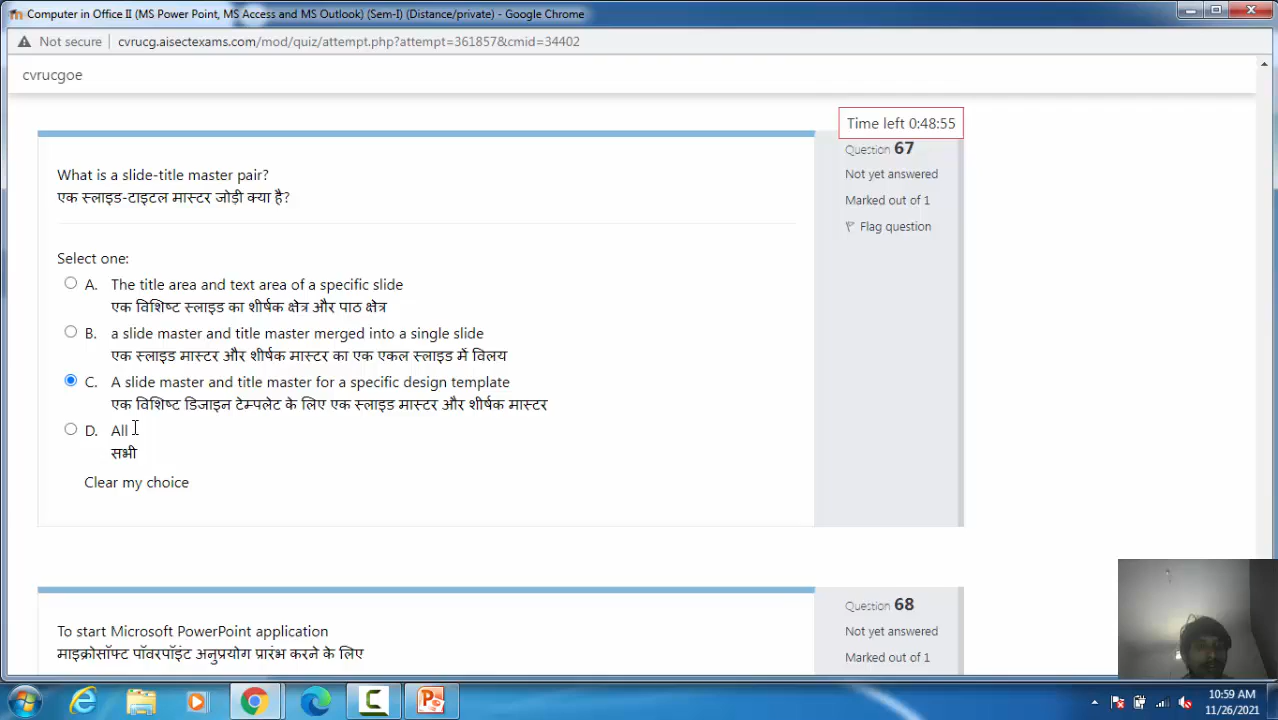 Computer in Office II (MS Power Point, MS Access and MS Outlook) (Sem-I) (Distance/private) - Google Chrome
Not secure | cvrucg.aisectexams.com/mod/quiz/attempt.php?attempt=361857&cmid=34402
cvrucgoe
Time left 0:48:55
What is a slide-title master pair?
एक स्लाइड-टाइटल मास्टर जोड़ी क्या है?
Question 67
Not yet answered
Marked out of 1
Flag question
Select one:
A. The title area and text area of a specific slide
एक विशिष्ट स्लाइड का शीर्षक क्षेत्र और पाठ क्षेत्र
B. a slide master and title master merged into a single slide
एक स्लाइड मास्टर और शीर्षक मास्टर का एक एकल स्लाइड में विलय
C. A slide master and title master for a specific design template
एक विशिष्ट डिजाइन टेम्पलेट के लिए एक स्लाइड मास्टर और शीर्षक मास्टर
D. All
सभी
Clear my choice
To start Microsoft PowerPoint application
माइक्रोसॉफ्ट पॉवरपॉइंट अनुप्रयोग प्रारंभ करने के लिए
Question 68
Not yet answered
Marked out of 1
10:59 AM
11/26/2021